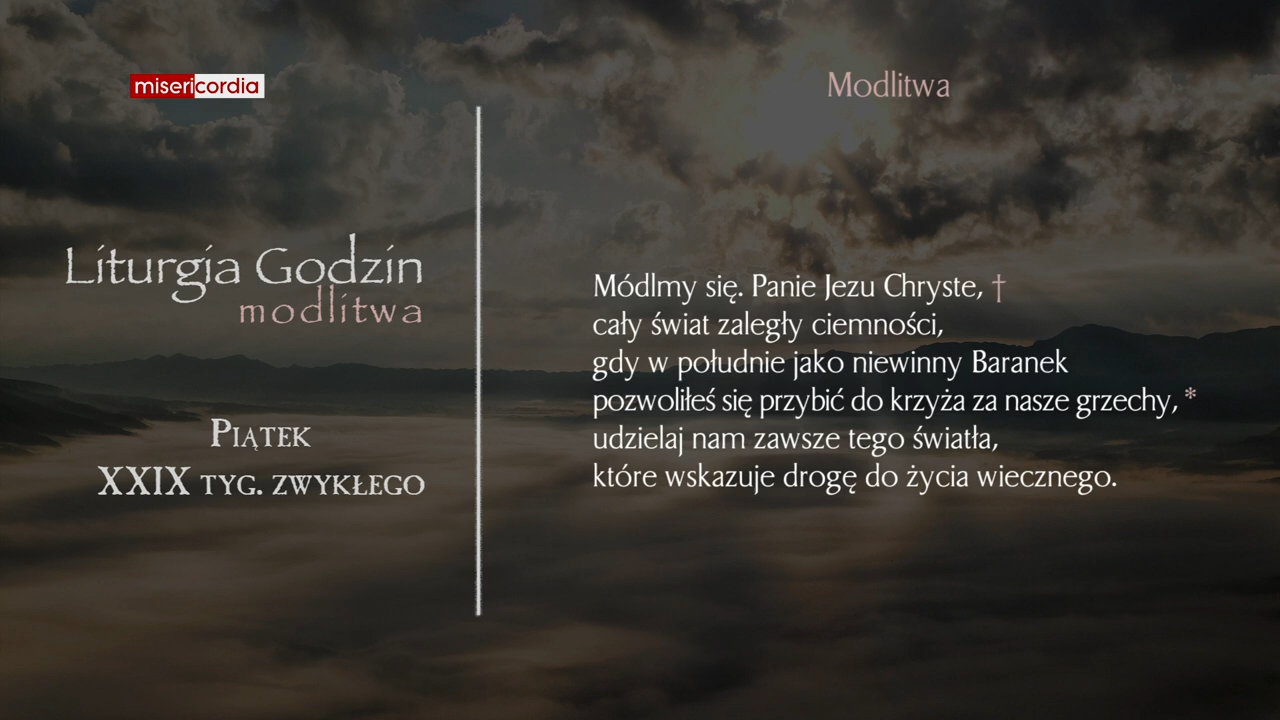 misericordia
Liturgia Godzin
modlitwa
Piątek
XXIX tyg. zwykłego
Modlitwa
Módlmy się. Panie Jezu Chryste, †
cały świat zaległy ciemności,
gdy w południe jako niewinny Baranek
pozwoliłeś się przybić do krzyża za nasze grzechy, *
udzielaj nam zawsze tego światła,
które wskazuje drogę do życia wiecznego.